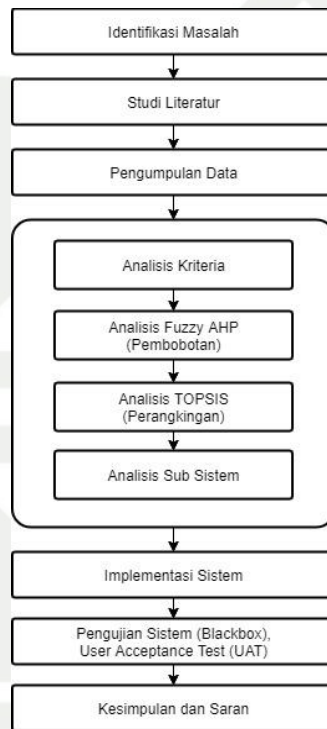 Identifikasi Masalah
Studi Literatur
Pengumpulan Data
Analisis Kriteria
Analisis Fuzzy AHP
(Pembobotan)
Analisis TOPSIS
(Perangkingan)
Analisis Sub Sistem
Implementasi Sistem
Pengujian Sistem (Blackbox),
User Acceptance Test (UAT)
Kesimpulan dan Saran